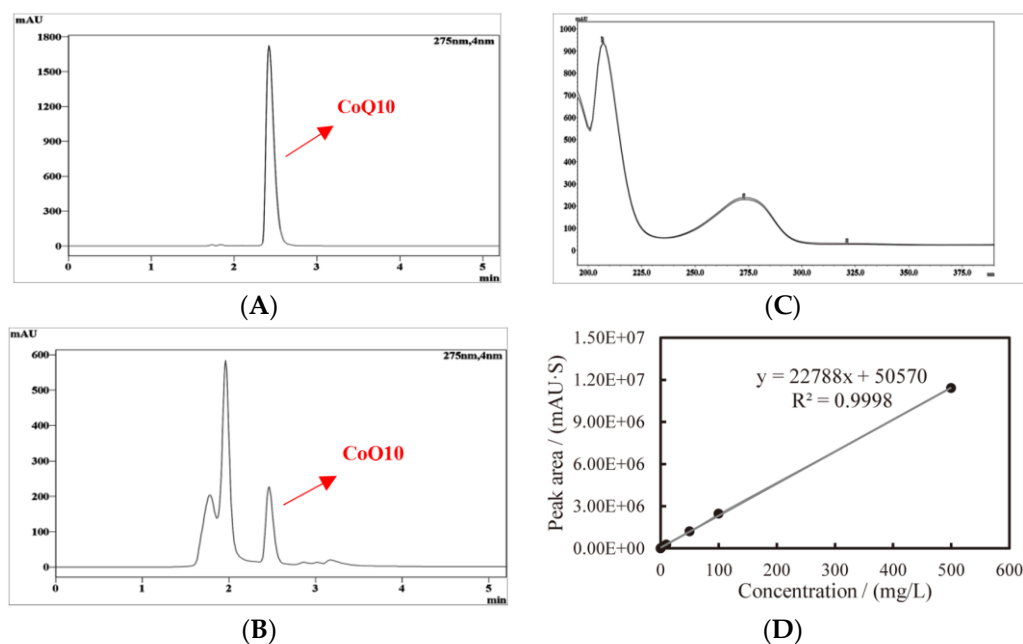 mAU
275nm,4nm
1800
1500
1200
900
600
300
0
CoQ10
0 1 2 3 4 5
min
(A)
mAU
1000
900
800
700
600
500
400
300
200
100
0
200.0 225.0 250.0 275.0 300.0 325.0 350.0 375.0 nm
(C)
mAU
275nm,4nm
600
500
400
300
200
100
0
CoO10
0 1 2 3 4 5
min
(B)
1.50E+07
1.20E+07
9.00E+06
6.00E+06
3.00E+06
0.00E+00
Peak area / (mAU·S)
y = 22788x + 50570
R² = 0.9998
0 100 200 300 400 500 600
Concentration / (mg/L)
(D)